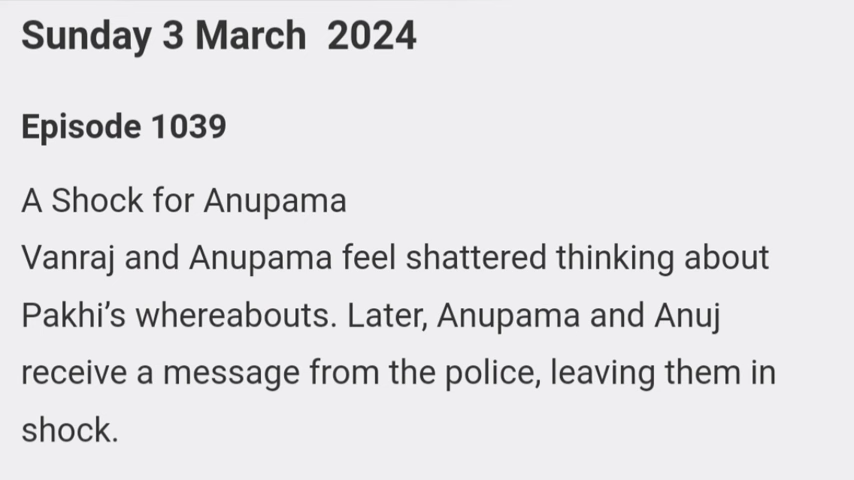 Sunday 3 March 2024
Episode 1039
A Shock for Anupama
Vanraj and Anupama feel shattered thinking about
Pakhi’s whereabouts. Later, Anupama and Anuj
receive a message from the police, leaving them in
shock.